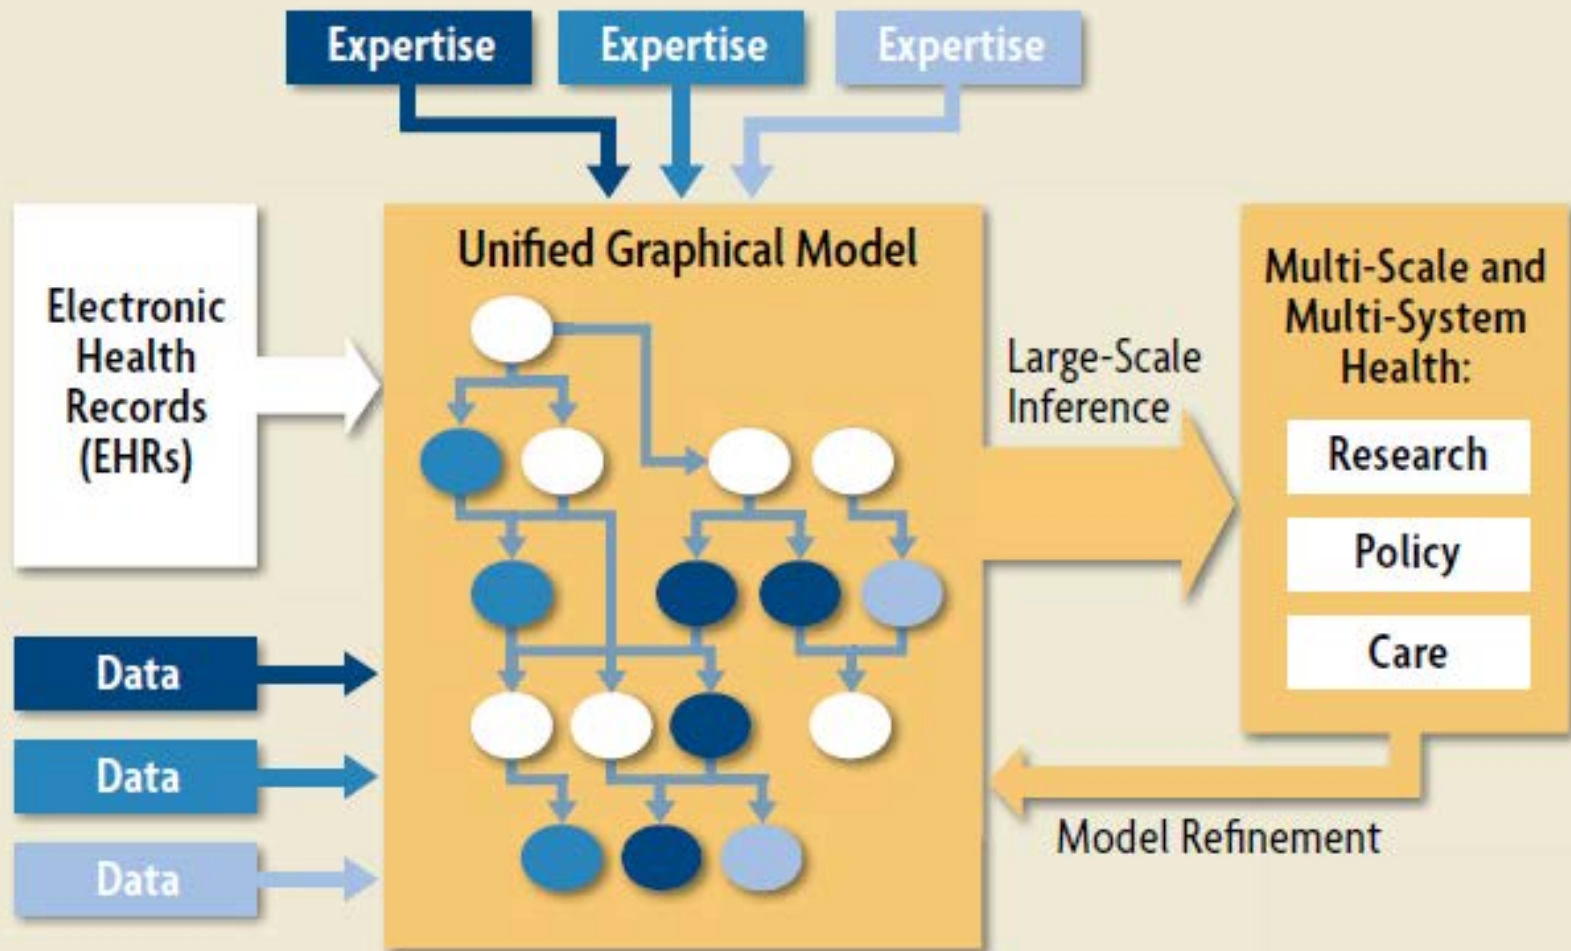 Expertise
Expertise
Expertise
Electronic
Health
Records
(EHRs)
Data
Data
Data
Unified Graphical Model
Large-Scale
Inference
Multi-Scale and
Multi-System
Health:
Research
Policy
Care
Model Refinement